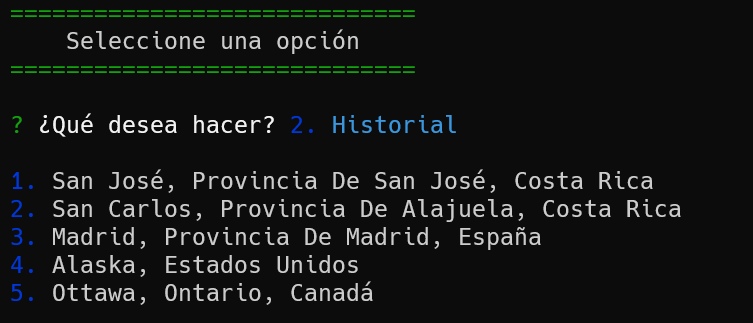 =============================
Seleccione una opción
=============================
? ¿Qué desea hacer? 2. Historial
1. San José, Provincia De San José, Costa Rica
2. San Carlos, Provincia De Alajuela, Costa Rica
3. Madrid, Provincia De Madrid, España
4. Alaska, Estados Unidos
5. Ottawa, Ontario, Canadá